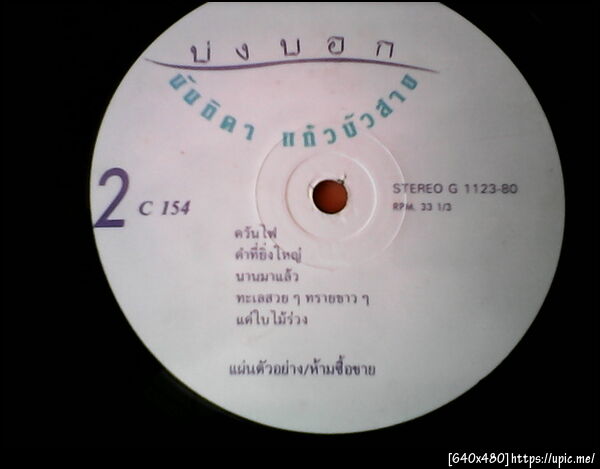 บ่งบอก
นันทิดา แก้วบัวสาย
2 C 154
STEREO G 1123-80
RPM. 33 1/3
ควันไฟ
คำที่ยิ่งใหญ่
นานมาแล้ว
ทะเลสวย ๆ ทรายขาว ๆ
แค่ใบไม้ร่วง
แผ่นตัวอย่าง/ห้ามซื้อขาย
[640x480]https://upic.me/